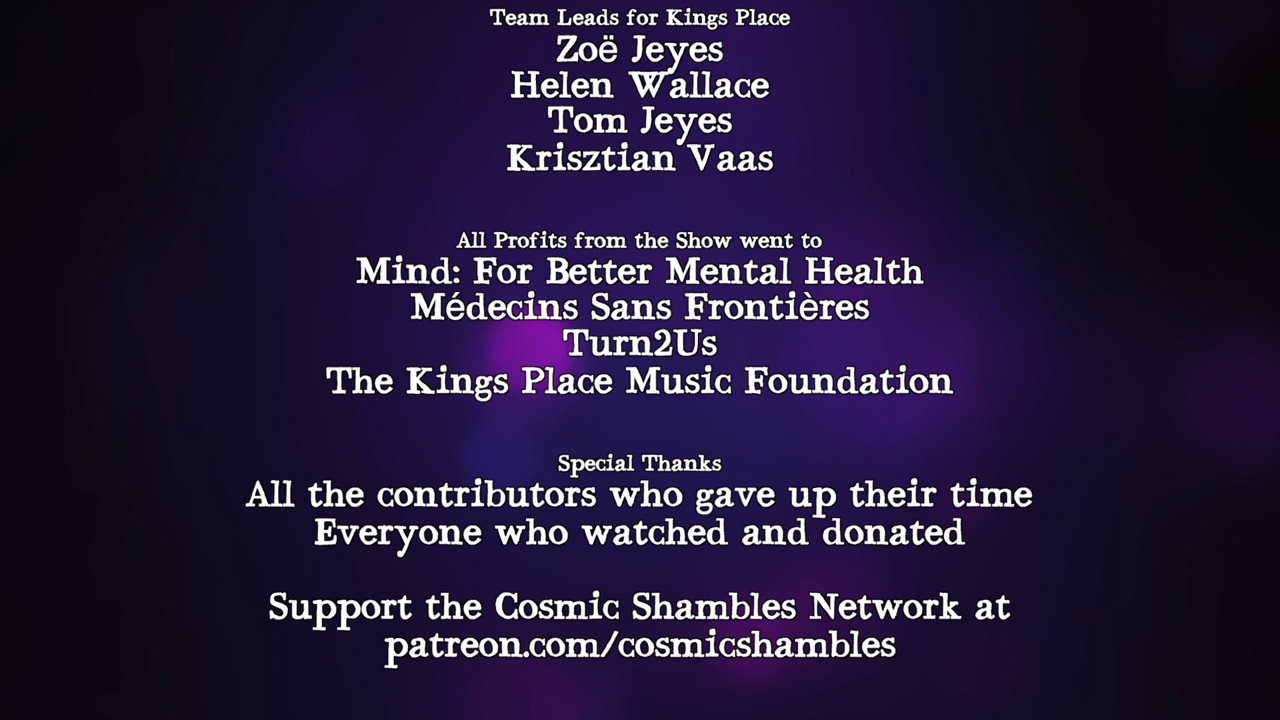 Team Leads for Kings Place
Zoë Jeyes
Helen Wallace
Tom Jeyes
Krisztian Vaas
All Profits from the Show went to
Mind: For Better Mental Health
Médecins Sans Frontières
Turn2Us
The Kings Place Music Foundation
Special Thanks
All the contributors who gave up their time
Everyone who watched and donated
Support the Cosmic Shambles Network at
patreon.com/cosmicshambles